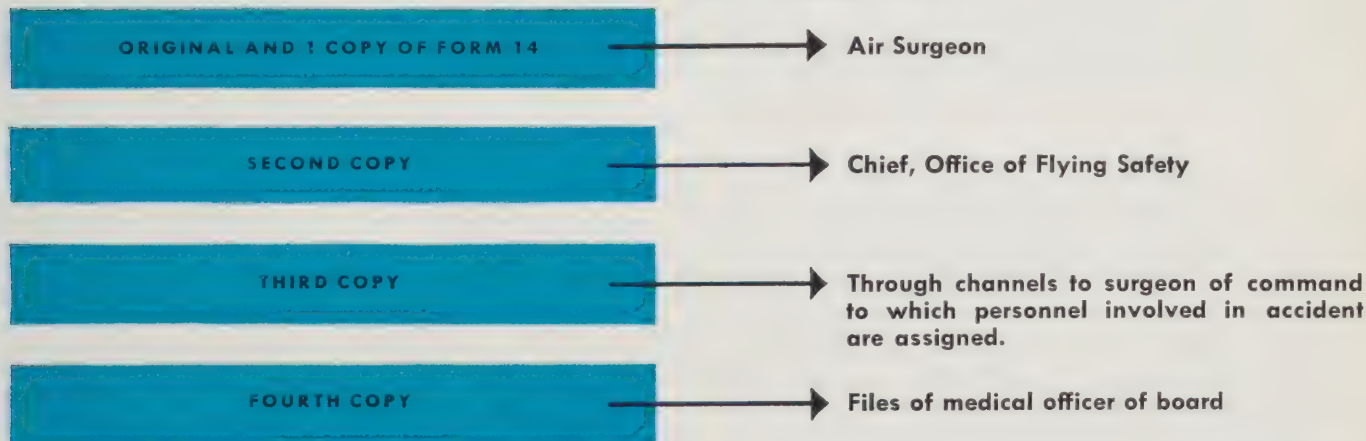 ORIGINAL AND 1 COPY OF FORM 14
Air Surgeon
SECOND COPY
Chief, Office of Flying Safety
THIRD COPY
Through channels to surgeon of command
to which personnel involved in accident
are assigned.
FOURTH COPY
Files of medical officer of board